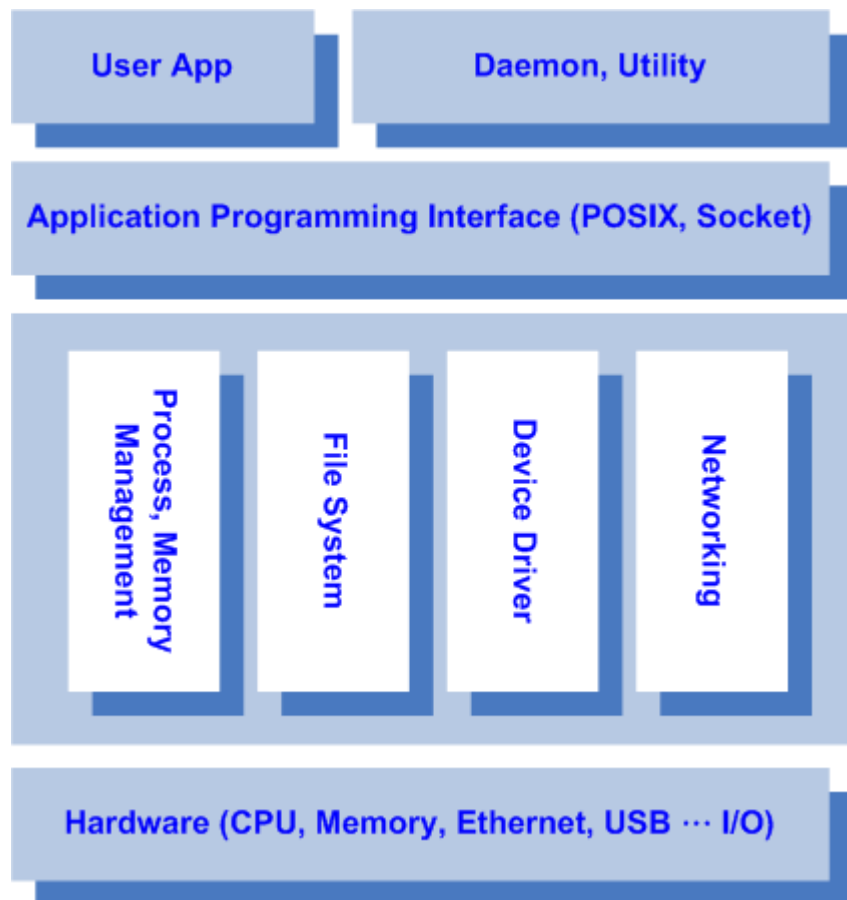 User App
Daemon, Utility
Application Programming Interface (POSIX, Socket)
Process, Memory
Management
File System
Device Driver
Networking
Hardware (CPU, Memory, Ethernet, USB ··· I/O)